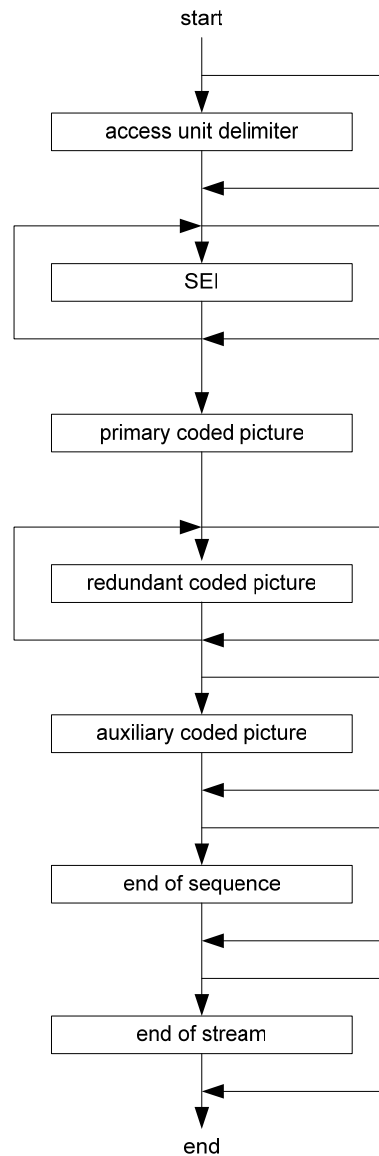 start
access unit delimiter
SEI
primary coded picture
redundant coded picture
auxiliary coded picture
end of sequence
end of stream
end